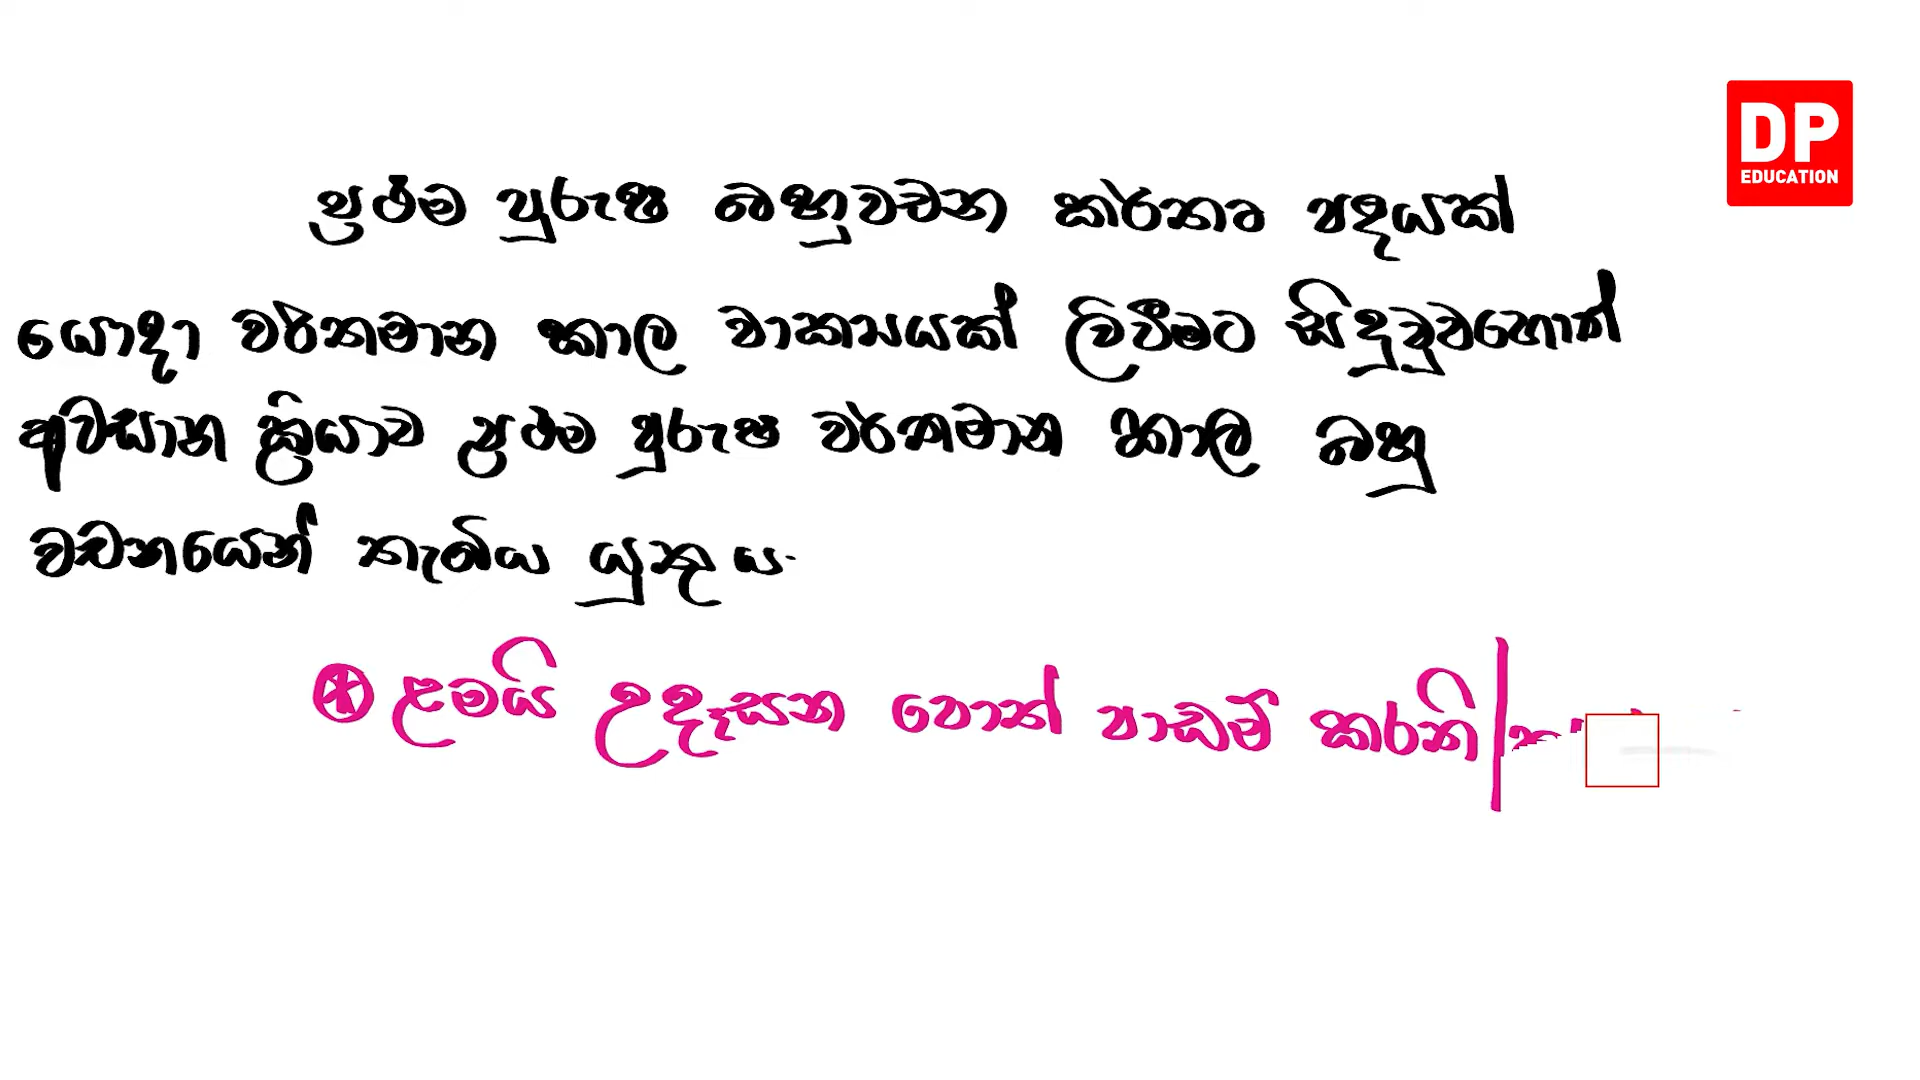 DP
EDUCATION
ප්‍රථම පුරුෂ බහුවචන කර්තෘ පදයක්
යොදා වර්තමාන කාල වාක්‍යයක් ලිවීමට සිදුවුවහොත්
අවසාන ක්‍රියාව ප්‍රථම පුරුෂ වර්තමාන කාල බහු
වචනයෙන් තැබිය යුතු ය.
ළමයි උදෑසන පොත් පාඩම් කරති